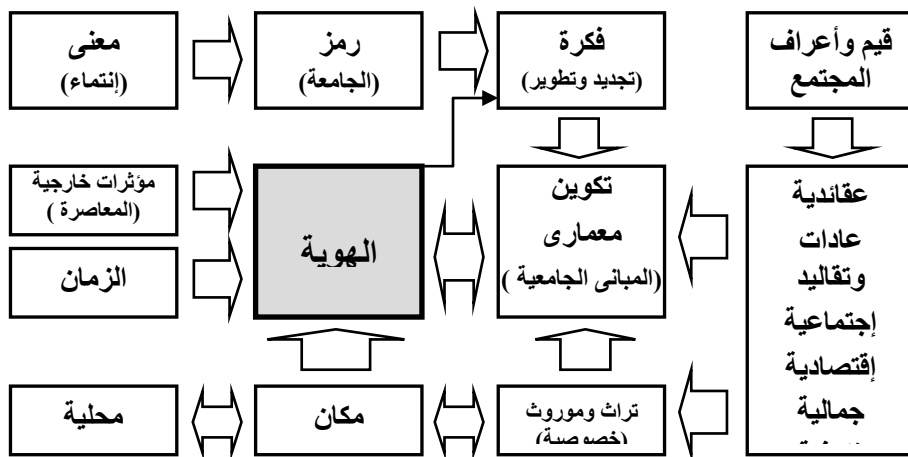 قيم وأعراف
المجتمع
فكرة
(تجديد وتطوير)
رمز
(الجامعة)
معنى
(إنتماء)
عقائدية
عادات
وتقاليد
إجتماعية
إقتصادية
جمالية
تكوين
معمارى
(المبانى الجامعية )
الهوية
مؤثرات خارجية
(المعاصرة )
الزمان
تراث وموروث
(خصوصية)
مكان
محلية